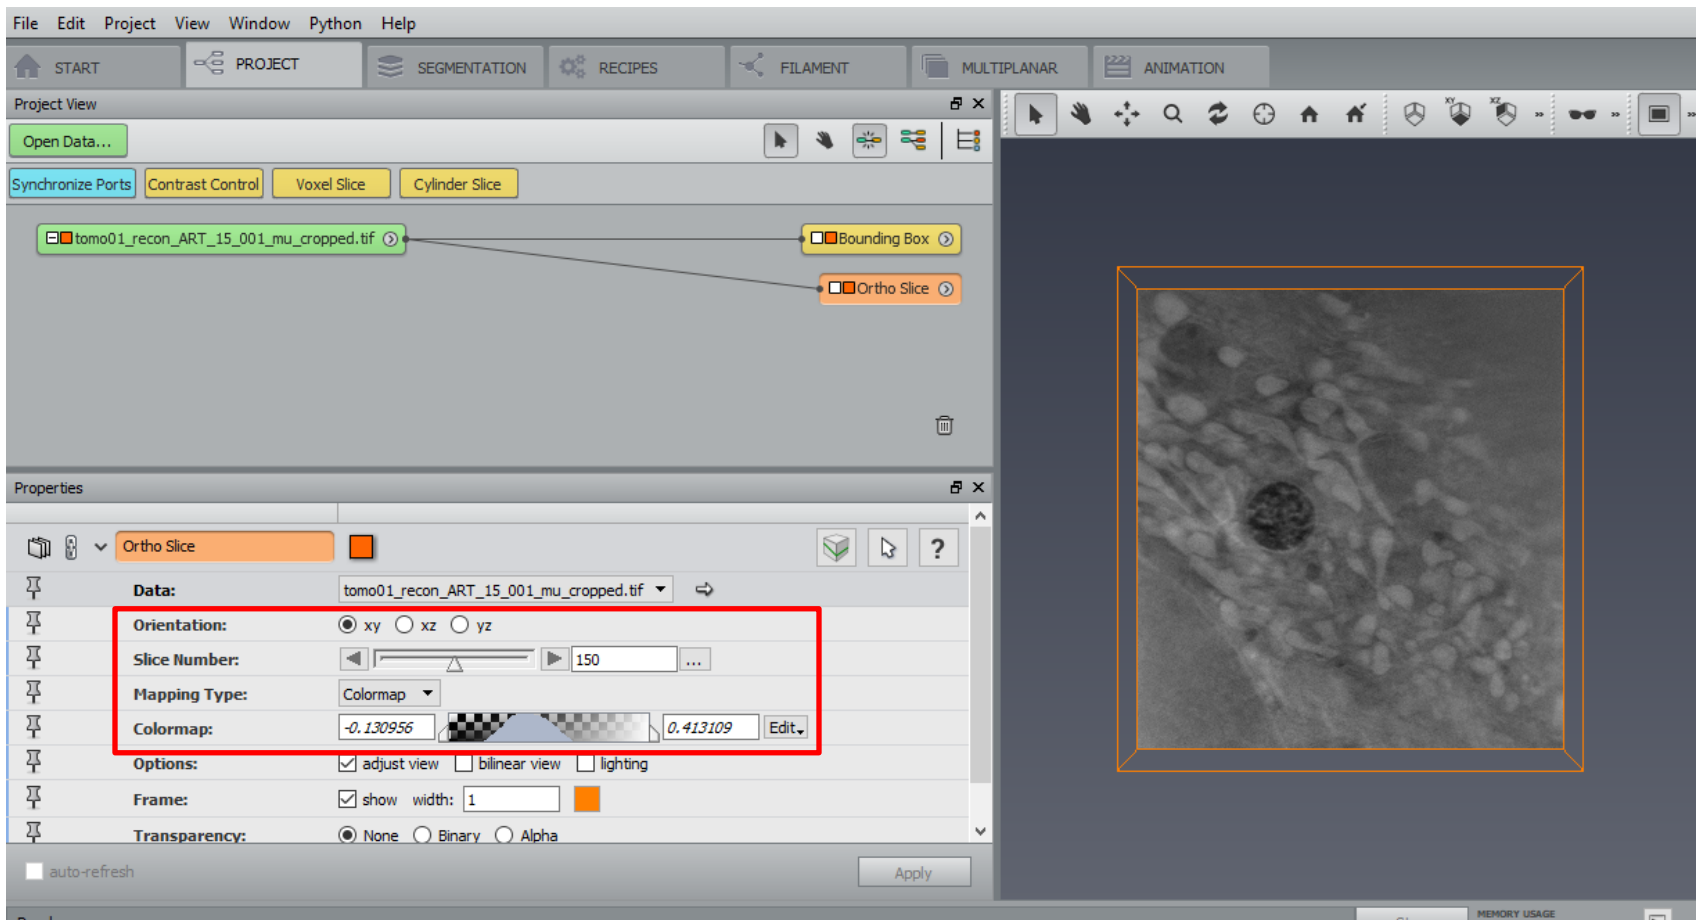 File Edit Project View Window Python Help
START PROJECT SEGMENTATION RECIPES FILAMENT MULTIPLANAR ANIMATION
Project View
XY XZ » » »
Open Data...
Synchronize Ports Contrast Control Voxel Slice Cylinder Slice
tomo01_recon_ART_15_001_mu_cropped.tif Bounding Box
Ortho Slice
Properties
Ortho Slice ?
Data: tomo01_recon_ART_15_001_mu_cropped.tif
Orientation: xy xz yz
Slice Number: 150 ...
Mapping Type: Colormap
Colormap: -0.130956 0.413109 Edit
Options: adjust view bilinear view lighting
Frame: show width: 1
Transparency: None Binary Alpha
auto-refresh Apply
MEMORY USAGE